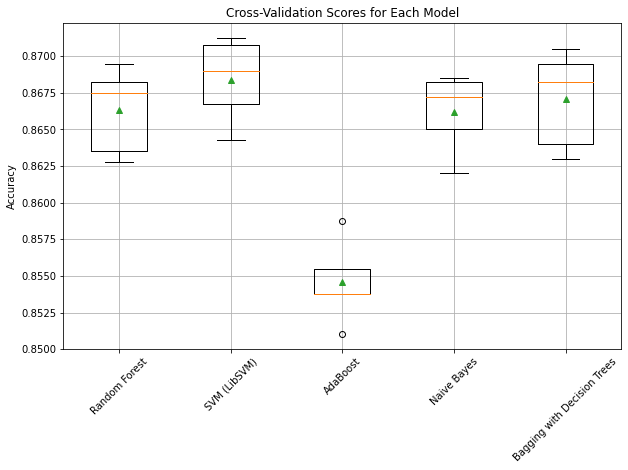 Cross-Validation Scores for Each Model
0.8700
0.8675
0.8650
0.8625
0.8600
0.8575
0.8550
0.8525
0.8500
Accuracy
Random Forest
SVM (LibSVM)
AdaBoost
Naive Bayes
Bagging with Decision Trees